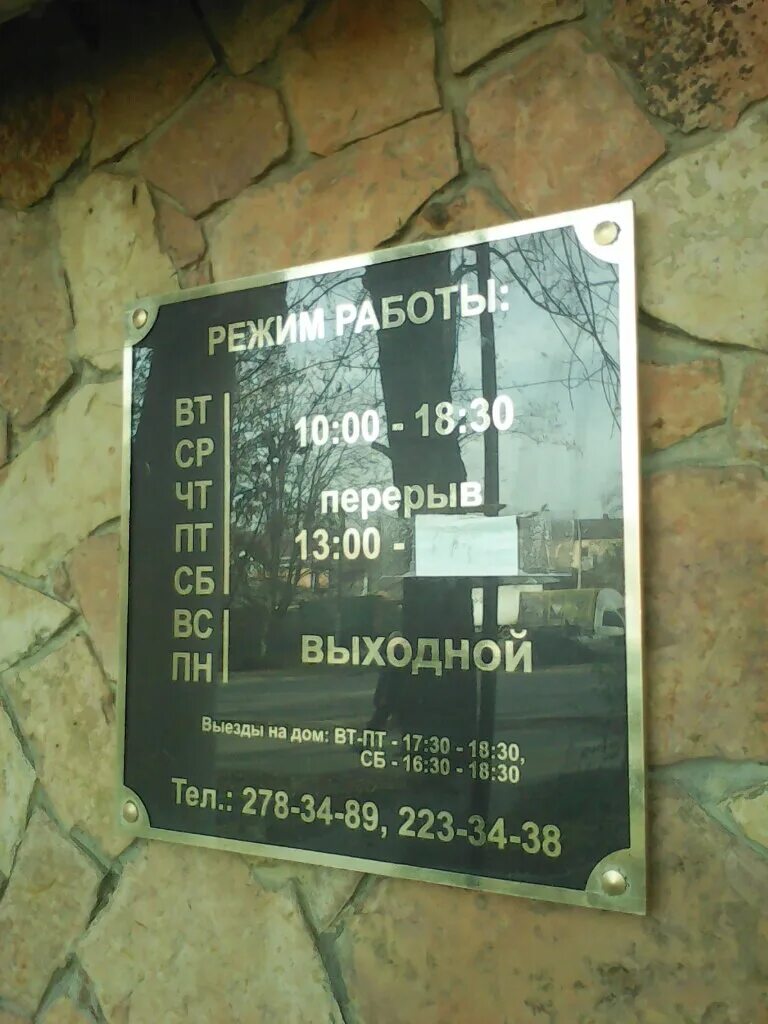 РЕЖИМ РАБОТЫ:
ВТ
СР
ЧТ
ПТ
СБ
10:00 - 18:30
перерыв
13:00 -
ВС
ПН
ВЫХОДНОЙ
Выезды на дом: ВТ-ПТ - 17:30 - 18:30,
СБ - 16:30 - 18:30
Тел.: 278-34-89, 223-34-38